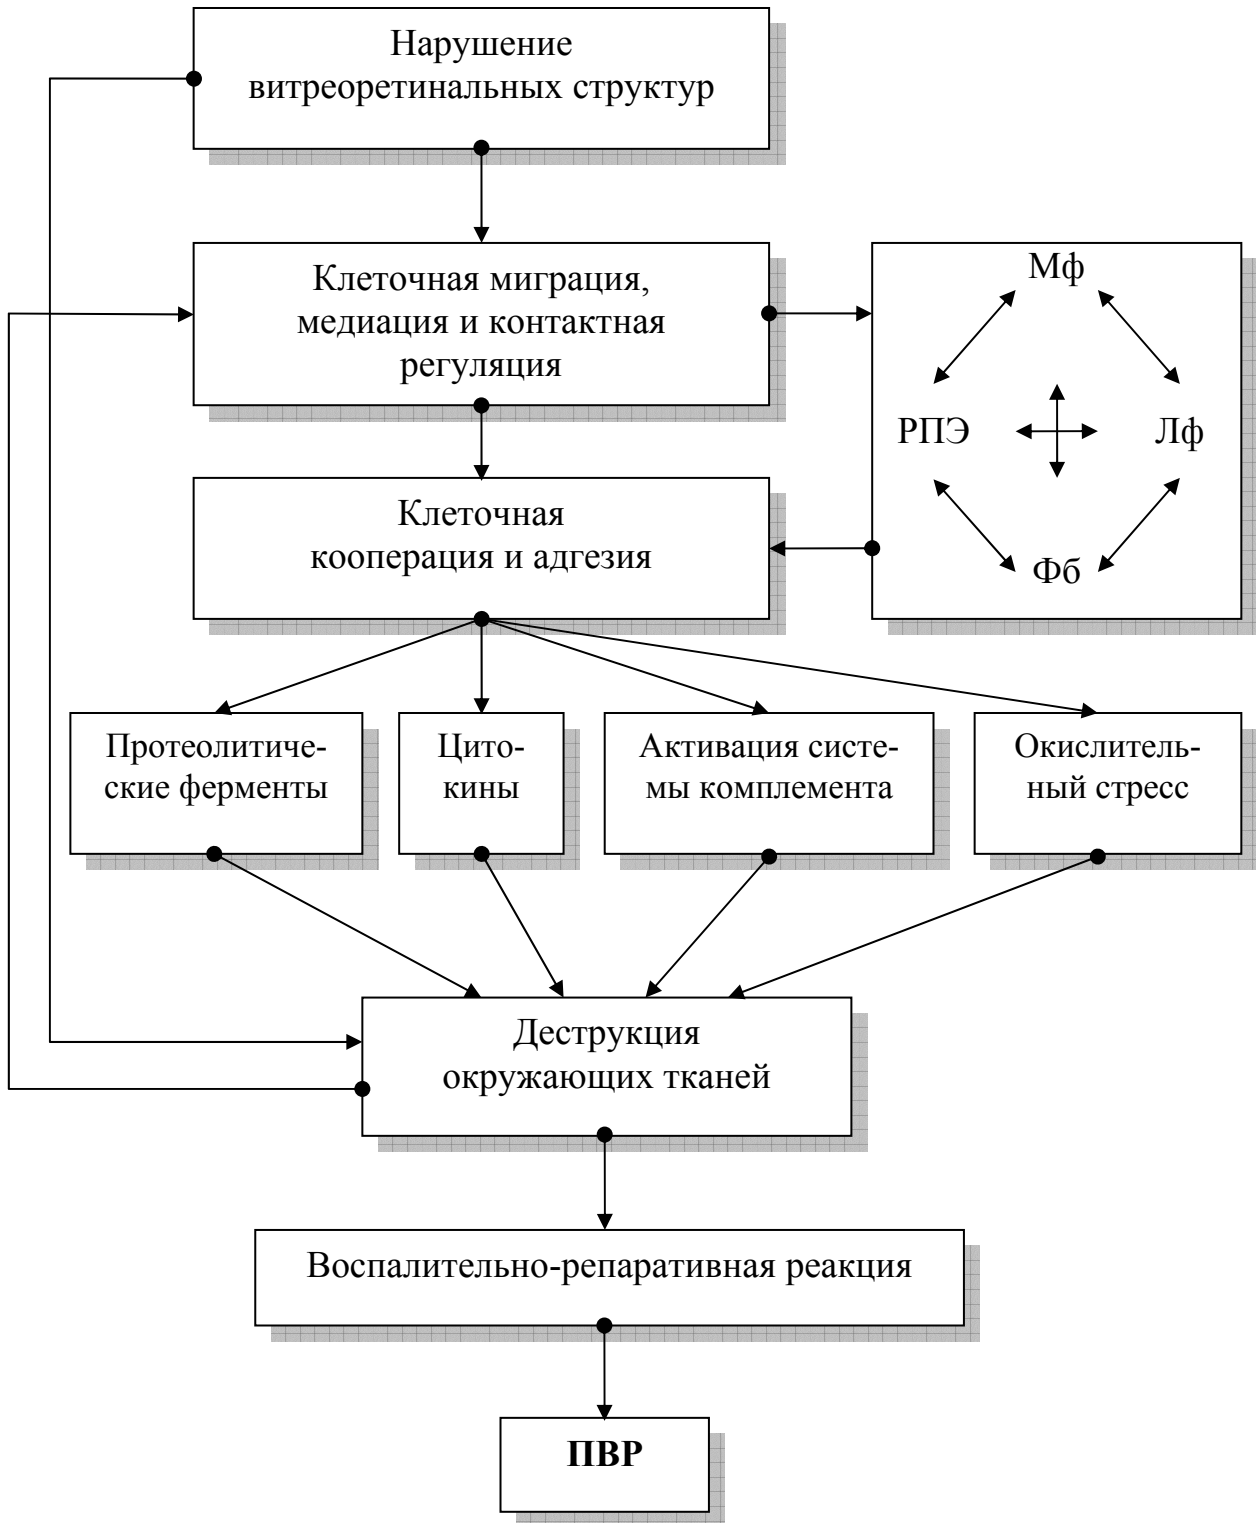 Нарушение
витреоретинальных структур
Клеточная миграция,
медиация и контактная
регуляция
Мф
РПЭ
Лф
Фб
Клеточная
кооперация и адгезия
Протеолитиче-
ские ферменты
Цито-
кины
Активация систе-
мы комплемента
Окислитель-
ный стресс
Деструкция
окружающих тканей
Воспалительно-репаративная реакция
ПВР